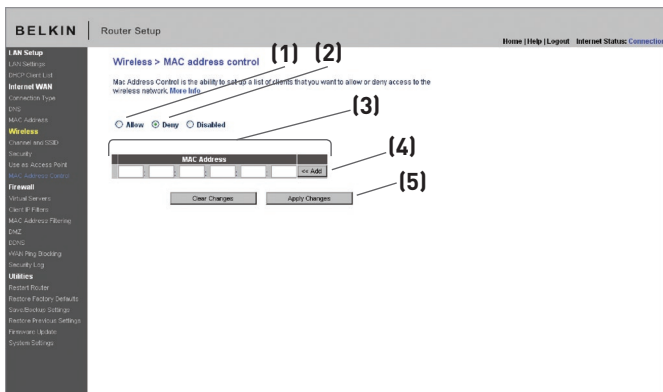 BELKIN
Router Setup
Home | Help | Logout Internet Status: Connection
LAN Setup
LAN Settings
DHCP Client List
Internet WAN
Connection Type
DNS
MAC Address
Wireless
Channel and SSID
Security
Use as Access Point
MAC Address Control
Firewall
Virtual Servers
Client IP Filters
MAC Address Filtering
DMZ
DDNS
WAN Ping Blocking
Security Log
Utilities
Restart Router
Restore Factory Defaults
Save/Backup Settings
Restore Previous Settings
Firmware Update
System Settings
Wireless > MAC address control
(1) (2)
Mac Address Control is the ability to set up a list of clients that you want to allow or deny access to the
wireless network. More Info
(3)
Allow Deny Disabled
(4)
MAC Address
: : : : : << Add
(5)
Clear Changes Apply Changes